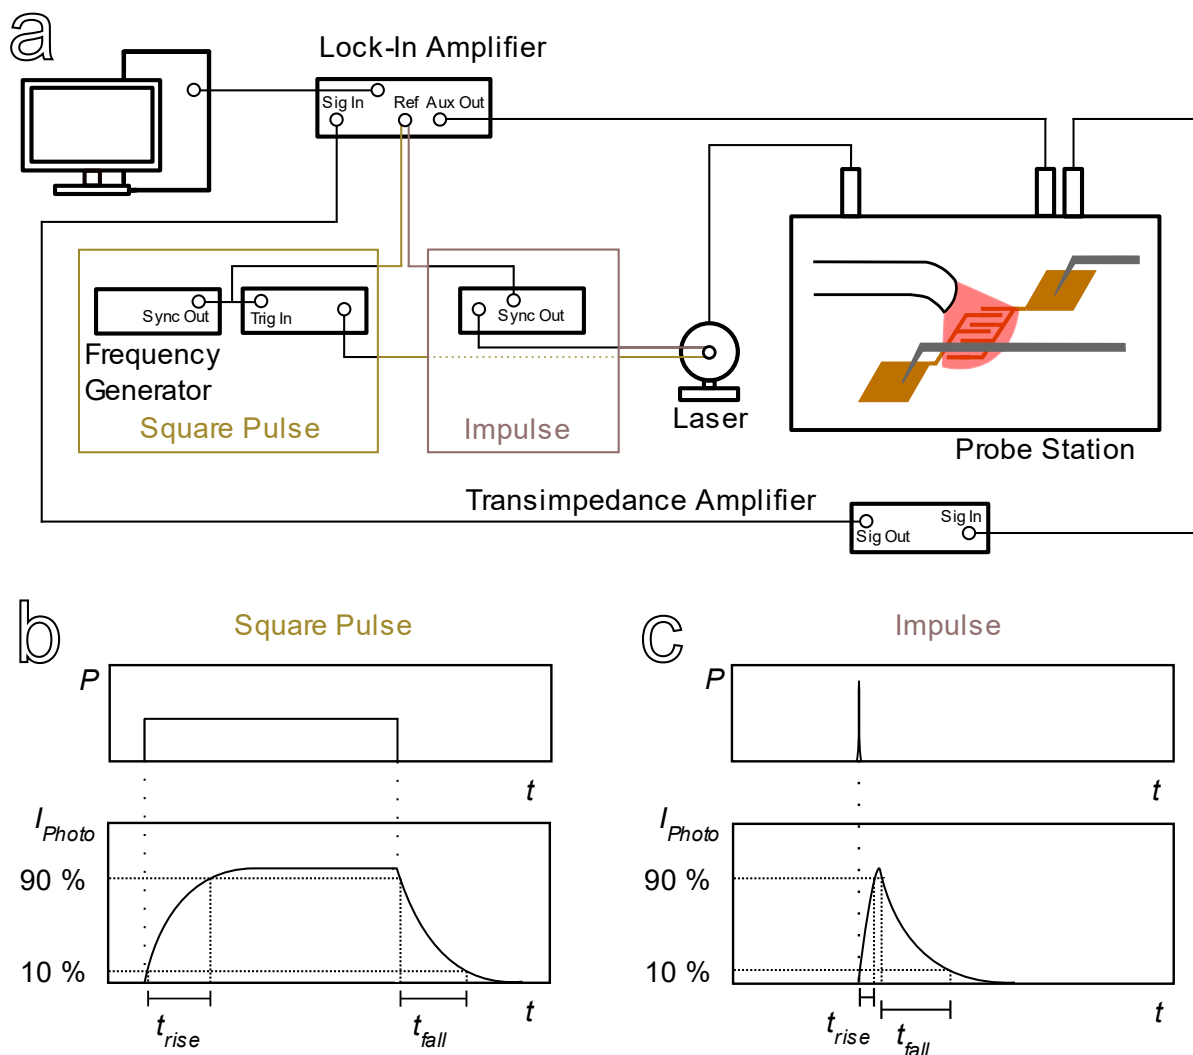 a
Lock-In Amplifier
Sig In
Ref
Aux Out
Sync Out
Trig In
Sync Out
Frequency
Generator
Square Pulse
Impulse
Laser
Probe Station
Transimpedance Amplifier
Sig In
Sig Out
b
Square Pulse
P
t
I_Photo
90 %
10 %
t_rise
t_fall
t
c
Impulse
P
t
I_Photo
90 %
10 %
t_rise
t_fall
t